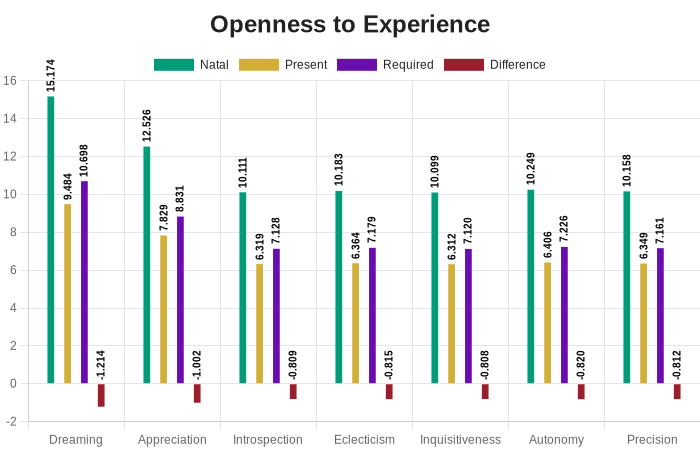 Openness to Experience
Natal Present Required Difference
16
14
12
10
8
6
4
2
0
-2
15.174 9.484 10.698 -1.214
12.526 7.829 8.831 -1.002
10.111 6.319 7.128 -0.809
10.183 6.364 7.179 -0.815
10.099 6.312 7.120 -0.808
10.249 6.406 7.226 -0.820
10.158 6.349 7.161 -0.812
Dreaming Appreciation Introspection Eclecticism Inquisitiveness Autonomy Precision